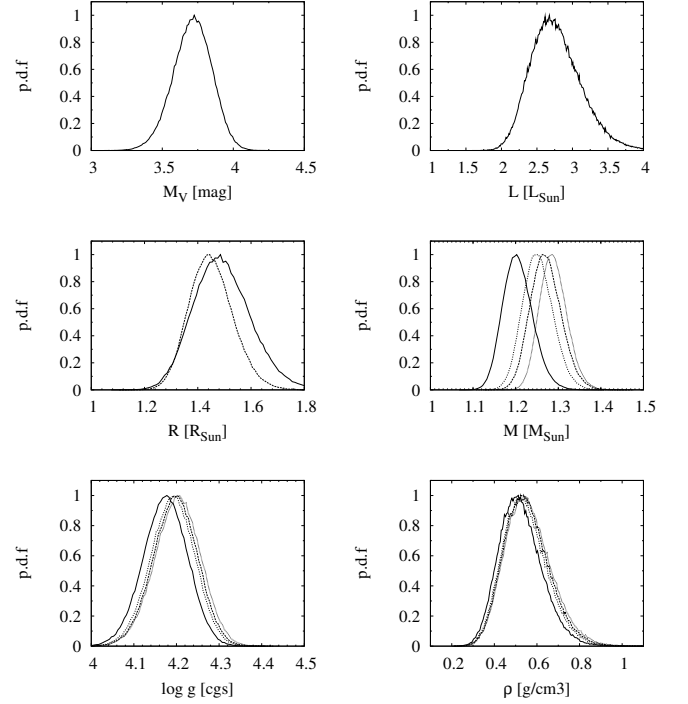 p.d.f
1
0.8
0.6
0.4
0.2
0
3 3.5 4 4.5
M_V [mag]
p.d.f
1
0.8
0.6
0.4
0.2
0
1 1.5 2 2.5 3 3.5 4
L [L_Sun]
p.d.f
1
0.8
0.6
0.4
0.2
0
1 1.2 1.4 1.6 1.8
R [R_Sun]
p.d.f
1
0.8
0.6
0.4
0.2
0
1 1.1 1.2 1.3 1.4 1.5
M [M_Sun]
p.d.f
1
0.8
0.6
0.4
0.2
0
4 4.1 4.2 4.3 4.4 4.5
log g [cgs]
p.d.f
1
0.8
0.6
0.4
0.2
0
0.2 0.4 0.6 0.8 1
ρ [g/cm3]